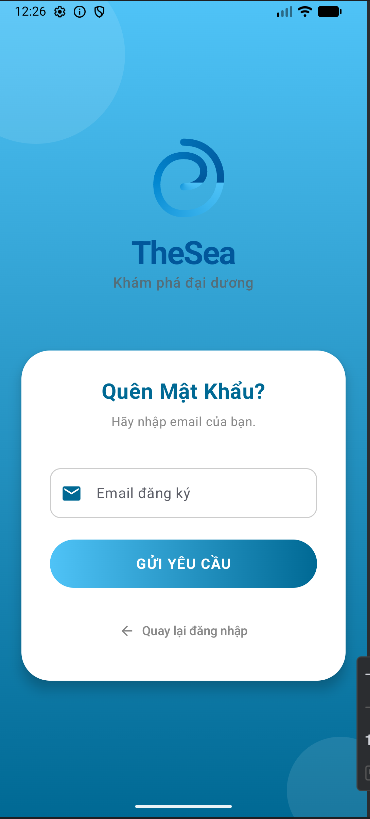 12:26
TheSea
Khám phá đại dương
Quên Mật Khẩu?
Hãy nhập email của bạn.
Email đăng ký
GỬI YÊU CẦU
Quay lại đăng nhập